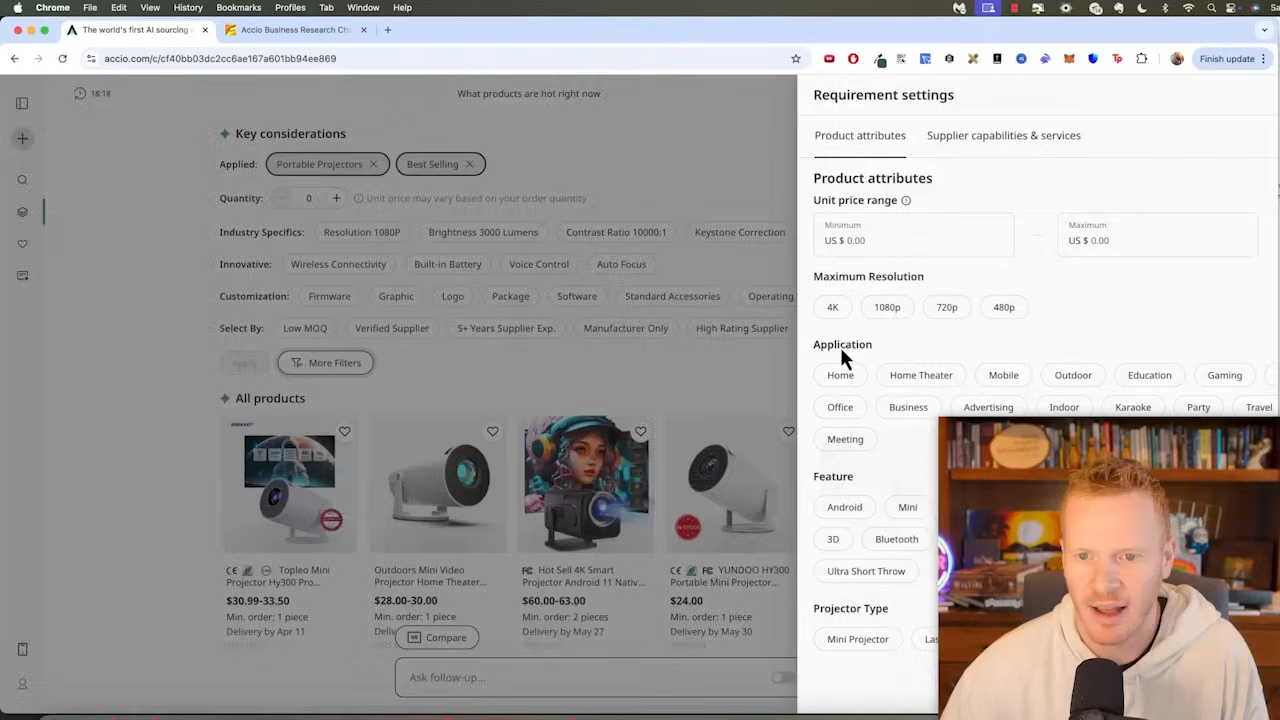 Chrome File Edit View History Bookmarks Profiles Tab Window Help
The world's first AI sourcing
Accio Business Research Cha
accio.com/c/cf40bb03dc2cc6ae167a601bb94ee869
Finish update
18:18
What products are hot right now
Key considerations
Applied: Portable Projectors Best Selling
Quantity: 0 + Unit price may vary based on your order quantity
Industry Specifics: Resolution 1080P Brightness 3000 Lumens Contrast Ratio 10000:1 Keystone Correction
Innovative: Wireless Connectivity Built-in Battery Voice Control Auto Focus
Customization: Firmware Graphic Logo Package Software Standard Accessories Operating
Select By: Low MOQ Verified Supplier 5+ Years Supplier Exp. Manufacturer Only High Rating Supplier
Apply More Filters
All products
Topleo Mini
Projector Hy300 Pro...
$30.99-33.50
Min. order: 1 piece
Delivery by Apr 11
Outdoors Mini Video
Projector Home Theater...
$28.00-30.00
Min. order: 1 piece
Deliv
Hot Sell 4K Smart
Projector Android 11 Nativ...
$60.00-63.00
Min. order: 2 pieces
Delivery by May 27
YUNDOO HY300
Portable Mini Projector...
$24.00
Min. order: 1 piece
Delivery by May 30
Compare
Ask follow-up...
Requirement settings
Product attributes Supplier capabilities & services
Product attributes
Unit price range
Minimum
US $ 0.00
Maximum
US $ 0.00
Maximum Resolution
4K 1080p 720p 480p
Application
Home Home Theater Mobile Outdoor Education Gaming
Office Business Advertising Indoor Karaoke Party Travel
Meeting
Feature
Android Mini
3D Bluetooth
Ultra Short Throw
Projector Type
Mini Projector Las